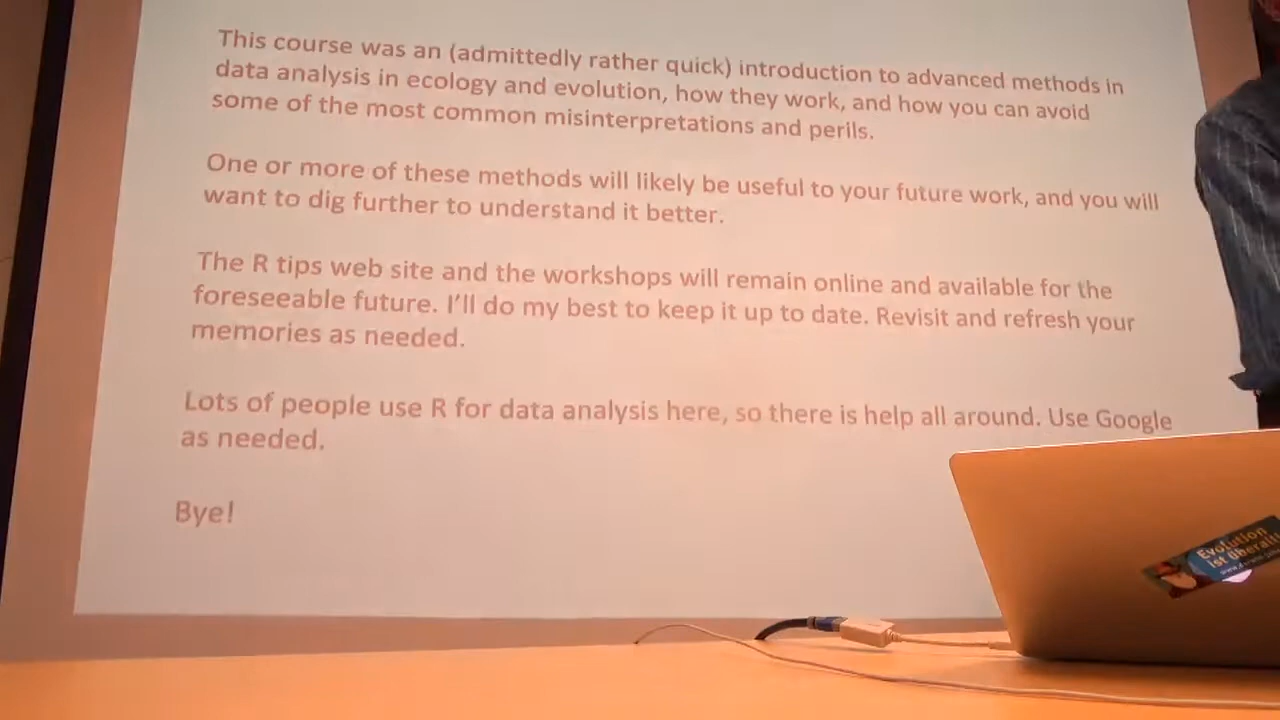 This course was an (admittedly rather quick) introduction to advanced methods in
data analysis in ecology and evolution, how they work, and how you can avoid
some of the most common misinterpretations and perils.
One or more of these methods will likely be useful to your future work, and you will
want to dig further to understand it better.
The R tips web site and the workshops will remain online and available for the
foreseeable future. I'll do my best to keep it up to date. Revisit and refresh your
memories as needed.
Lots of people use R for data analysis here, so there is help all around. Use Google
as needed.
Bye!
Evolution
ist überall!